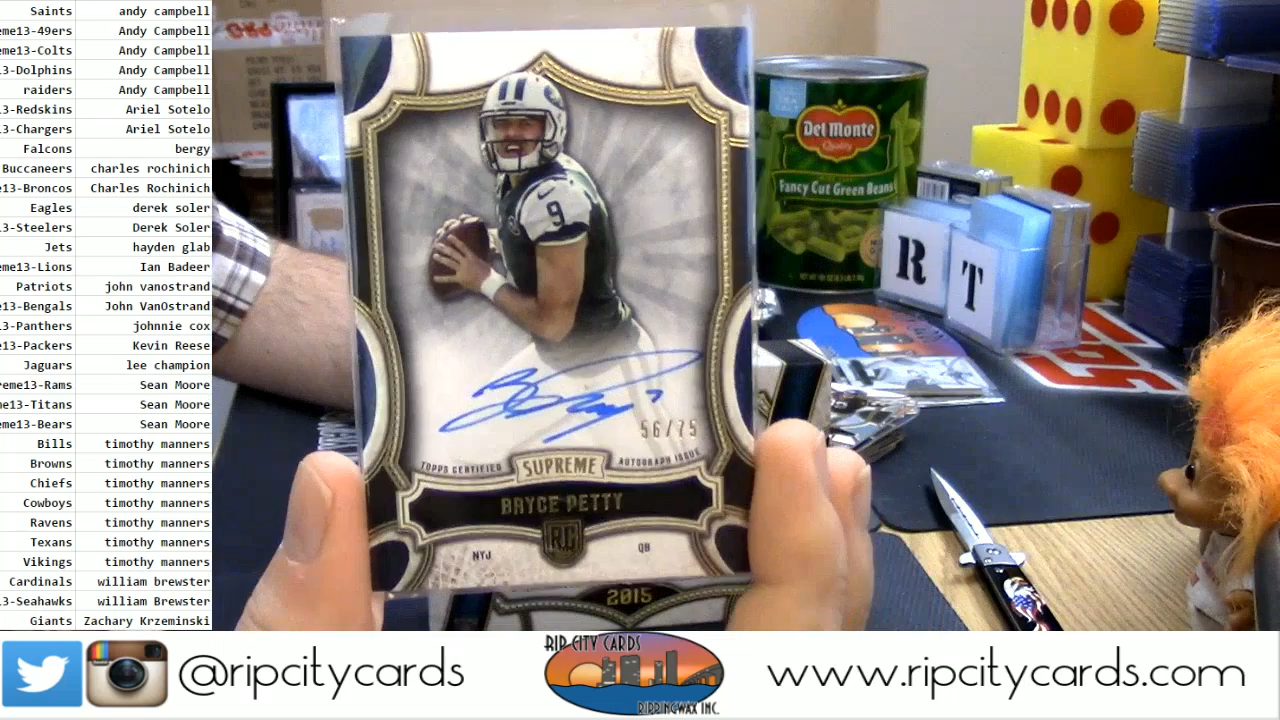 Saints andy campbell
eme13-49ers Andy Campbell
eme13-Colts Andy Campbell
13-Dolphins Andy Campbell
raiders Andy Campbell
13-Redskins Ariel Sotelo
13-Chargers Ariel Sotelo
Falcons bergy
Buccaneers charles rochinich
me13-Broncos Charles Rochinich
Eagles derek soler
13-Steelers Derek Soler
Jets hayden glab
eme13-Lions Ian Badeer
Patriots john vanostrand
e13-Bengals John VanOstrand
13-Panthers johnnie cox
e13-Packers Kevin Reese
Jaguars lee champion
reme13-Rams Sean Moore
me13-Titans Sean Moore
eme13-Bears Sean Moore
Bills timothy manners
Browns timothy manners
Chiefs timothy manners
Cowboys timothy manners
Ravens timothy manners
Texans timothy manners
Vikings timothy manners
Cardinals william brewster
13-Seahawks william Brewster
Giants Zachary Krzeminski
9
56/75
TOPPS CERTIFIED SUPREME AUTOGRAPH ISSUE
BRYCE PETTY
RC
NYJ QB
2015
Del Monte
Quality
Fancy Cut Green Beans
R T
@ripcitycards
RIP CITY CARDS
RIPPINGWAX INC.
www.ripcitycards.com